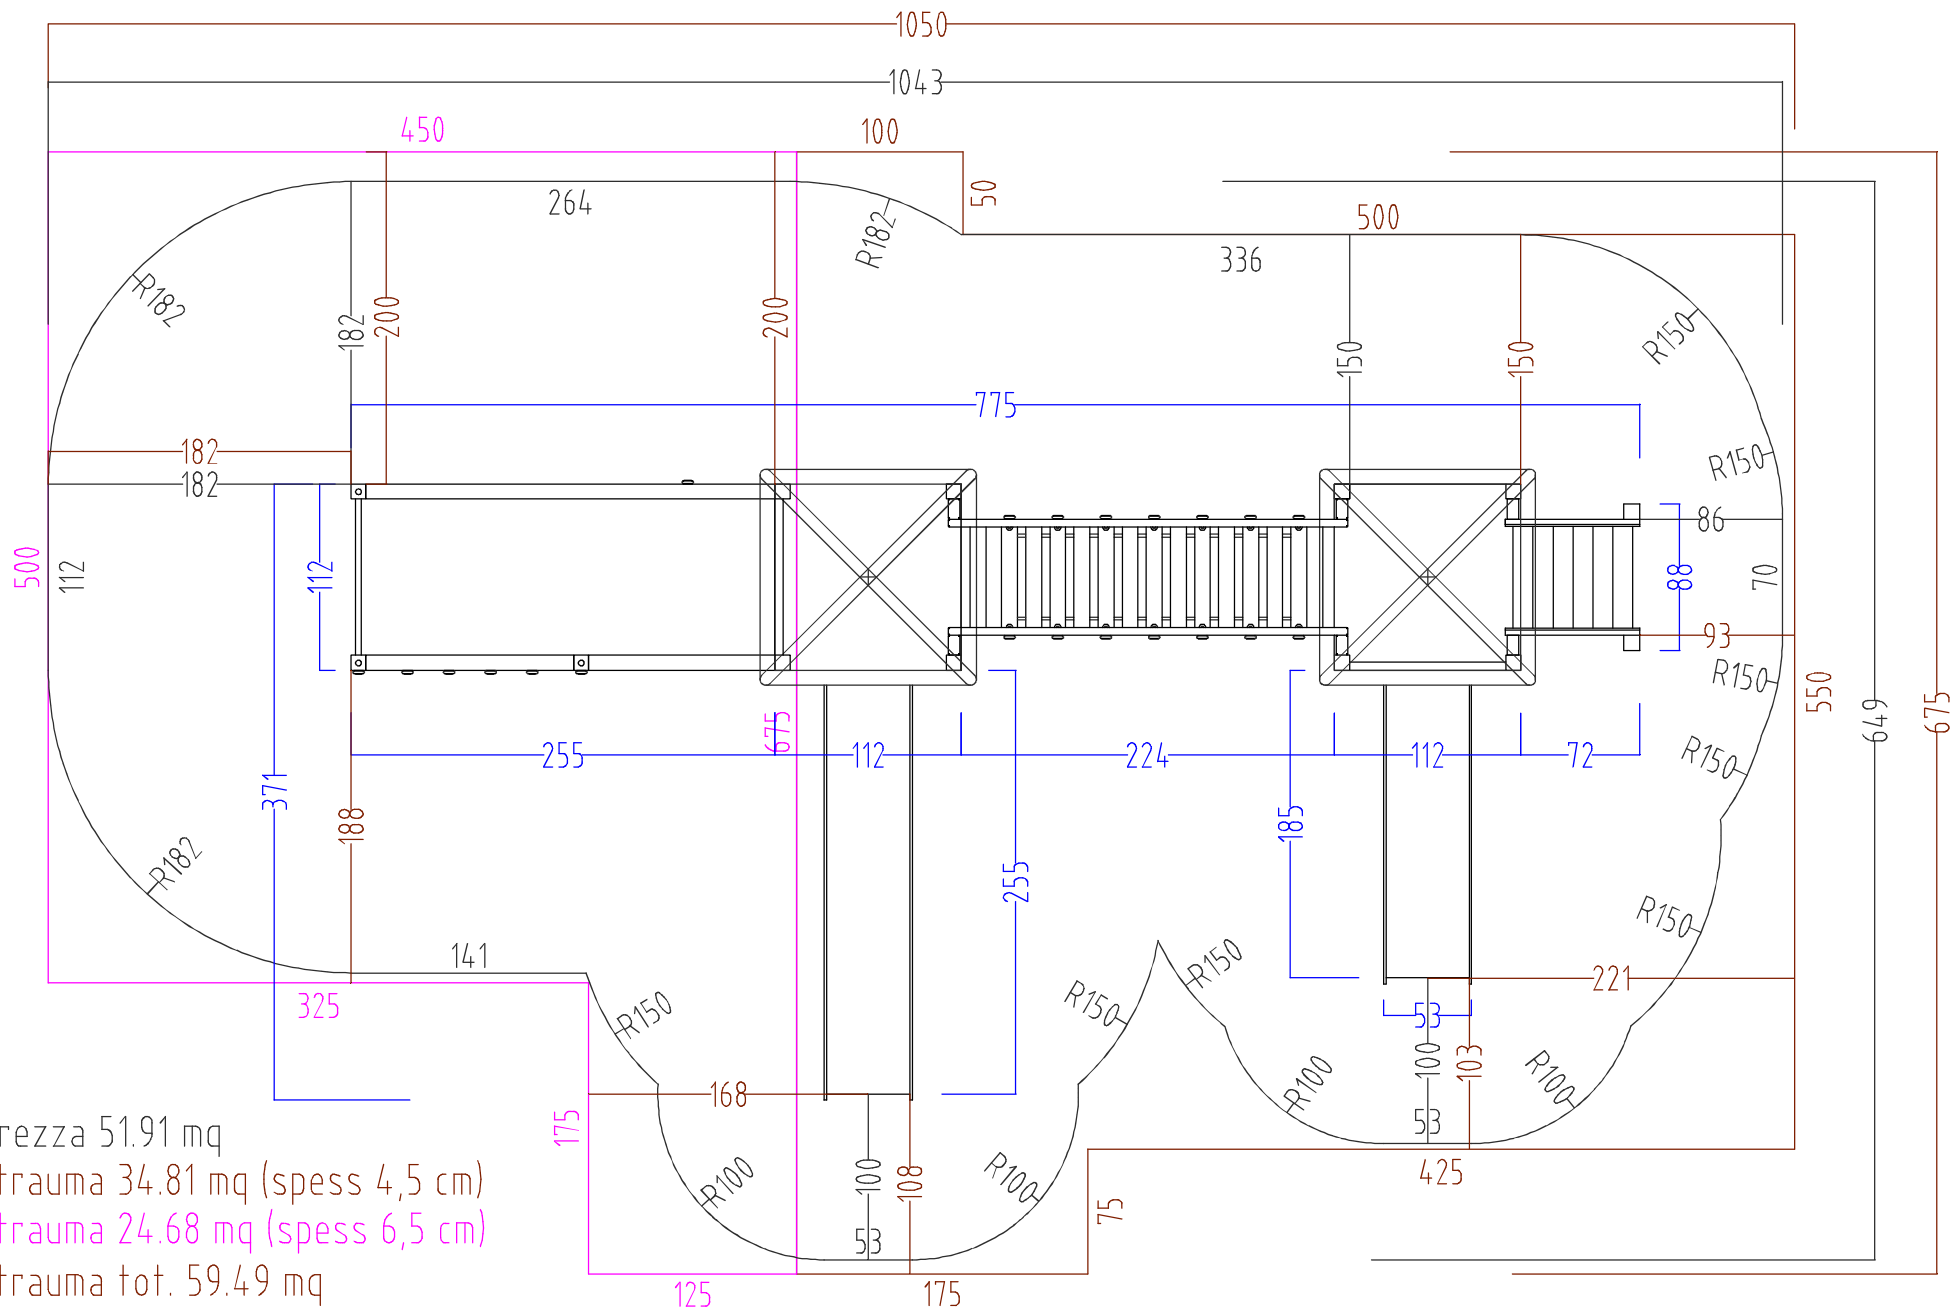 1050
1043
450
100
50
264
R182
500
336
R182
182
200
200
150
150
R150
775
182
182
R150
86
500
112
112
70
88
93
R150
550
649
675
675
255
112
224
112
72
R150
371
188
185
255
R182
141
R150
325
R150
R150
R150
221
53
168
100
103
R100
R100
175
53
rezza 51.91 mq
trauma 34.81 mq (spess 4,5 cm)
trauma 24.68 mq (spess 6,5 cm)
trauma tot. 59.49 mq
R100
100
108
R100
425
75
53
125
175